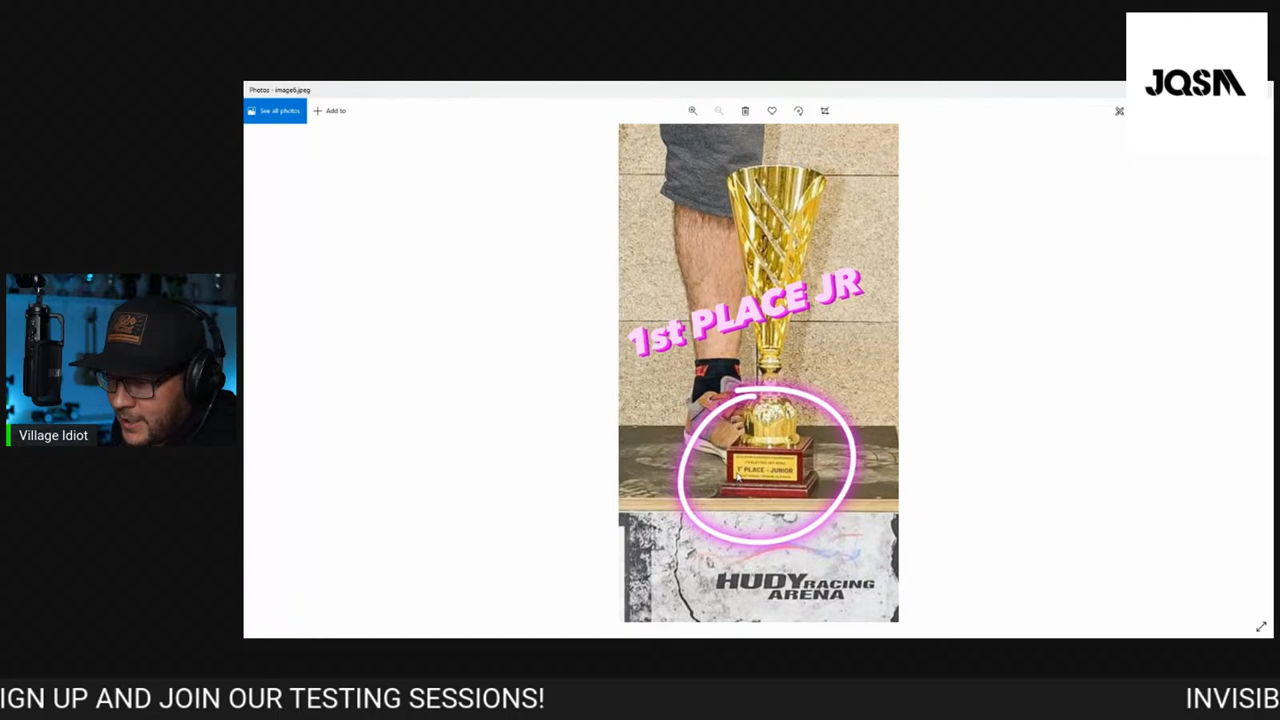 JQSM
Photos - image6.jpeg
See all photos
Add to
1st PLACE JR
1st PLACE - JUNIOR
HUDY RACING
ARENA
Village Idiot
IGN UP AND JOIN OUR TESTING SESSIONS!
INVISIB